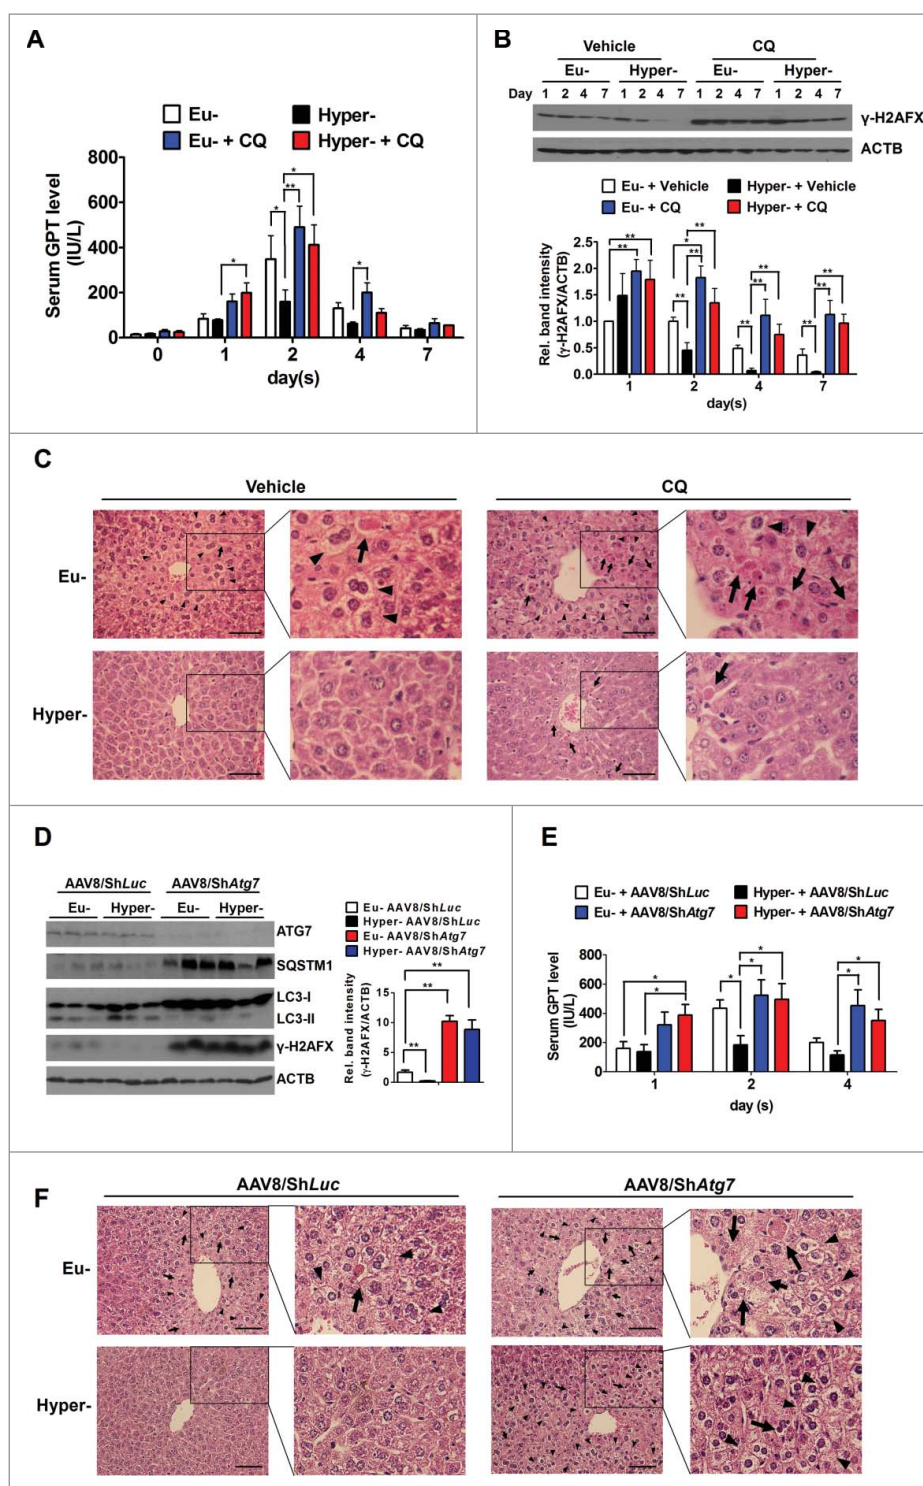 A
Eu-
Hyper-
Eu- + CQ
Hyper- + CQ
800
600
400
200
0
Serum GPT level
(IU/L)
*
*
**
*
*
0
1
2
4
7
day(s)
B
Vehicle
CQ
Eu-
Hyper-
Eu-
Hyper-
Day
1
2
4
7
1
2
4
7
1
2
4
7
1
2
4
7
γ-H2AFX
ACTB
Eu- + Vehicle
Hyper- + Vehicle
Eu- + CQ
Hyper- + CQ
2.5
2.0
1.5
1.0
0.5
0.0
Rel. band intensity
(γ-H2AFX/ACTB)
**
**
**
*
**
**
**
**
**
**
**
**
1
2
4
7
day(s)
C
Vehicle
CQ
Eu-
Hyper-
D
AAV8/ShLuc
AAV8/ShAtg7
Eu-
Hyper-
Eu-
Hyper-
ATG7
SQSTM1
LC3-I
LC3-II
γ-H2AFX
ACTB
Eu- AAV8/ShLuc
Hyper- AAV8/ShLuc
Eu- AAV8/ShAtg7
Hyper- AAV8/ShAtg7
15
10
5
0
Rel. band intensity
(γ-H2AFX/ACTB)
**
**
**
E
Eu- + AAV8/ShLuc
Hyper- + AAV8/ShLuc
Eu- + AAV8/ShAtg7
Hyper- + AAV8/ShAtg7
800
600
400
200
0
Serum GPT level
(IU/L)
*
*
*
*
*
*
*
1
2
4
day (s)
F
AAV8/ShLuc
AAV8/ShAtg7
Eu-
Hyper-